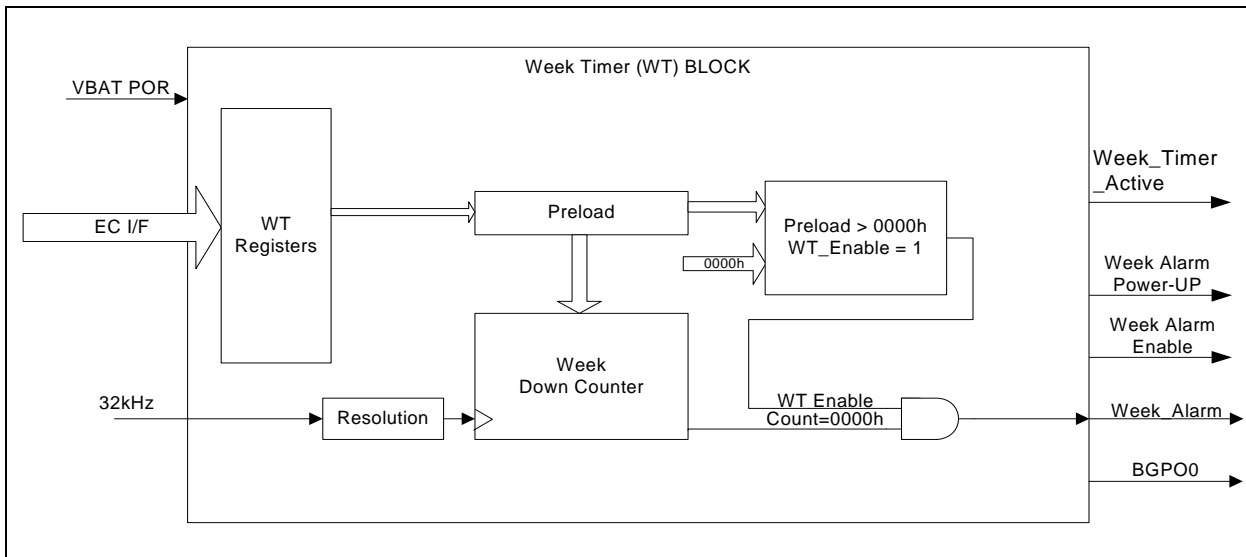 Week Timer (WT) BLOCK
VBAT POR
EC I/F
WT
Registers
Preload
0000h
Preload > 0000h
WT_Enable = 1
Week
Down Counter
32kHz
Resolution
WT Enable
Count=0000h
Week_Timer
_Active
Week Alarm
Power-UP
Week Alarm
Enable
Week_Alarm
BGPO0